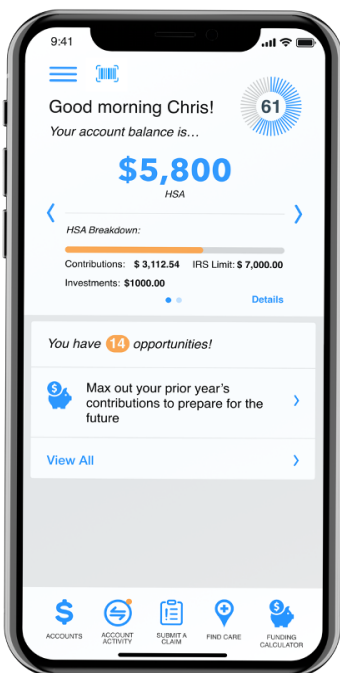 9:41
61
Good morning Chris!
Your account balance is...
$5,800
HSA
HSA Breakdown:
Contributions: $ 3,112.54 IRS Limit: $ 7,000.00
Investments: $1000.00
Details
You have 14 opportunities!
$
Max out your prior year's
contributions to prepare for the
future
View All
$ $
ACCOUNTS ACCOUNT SUBMIT A FIND CARE FUNDING
ACTIVITY CLAIM CALCULATOR